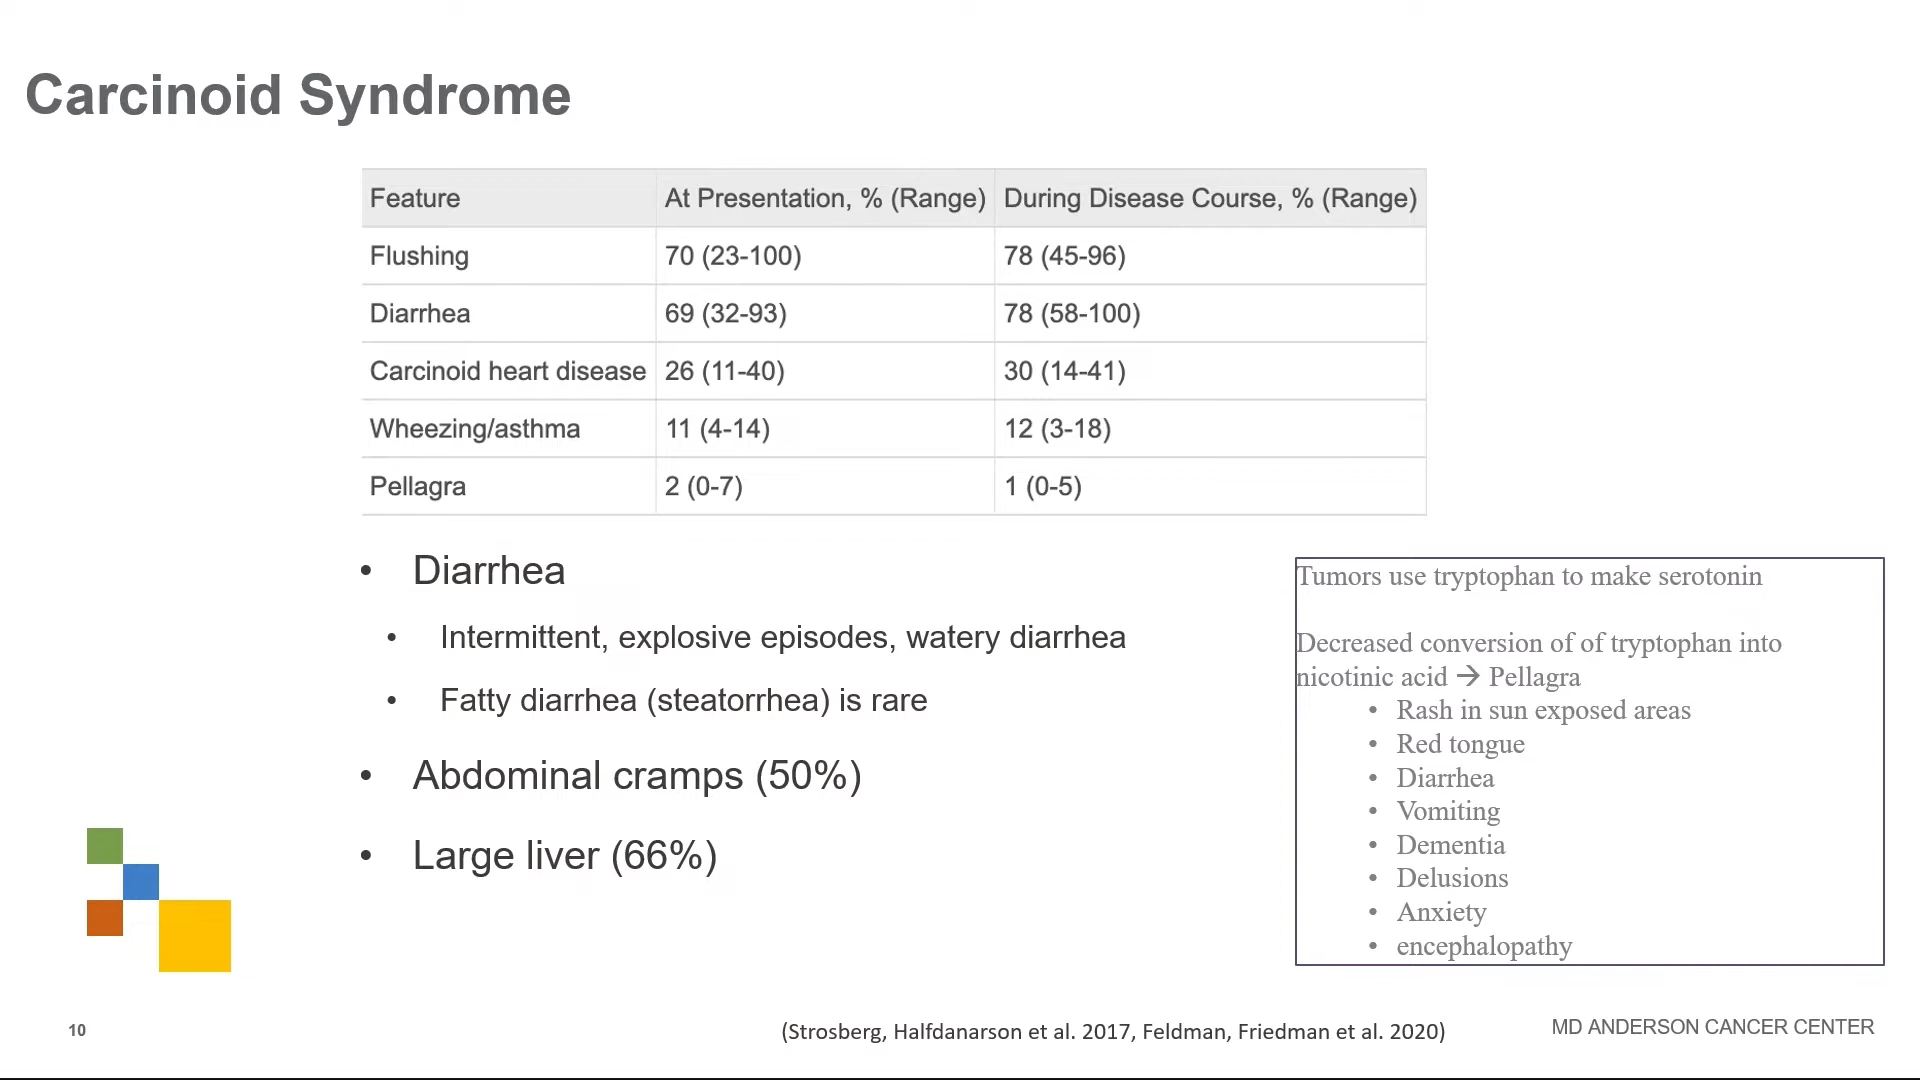 Carcinoid Syndrome
Feature At Presentation, % (Range) During Disease Course, % (Range)
Flushing 70 (23-100) 78 (45-96)
Diarrhea 69 (32-93) 78 (58-100)
Carcinoid heart disease 26 (11-40) 30 (14-41)
Wheezing/asthma 11 (4-14) 12 (3-18)
Pellagra 2 (0-7) 1 (0-5)
• Diarrhea
• Intermittent, explosive episodes, watery diarrhea
• Fatty diarrhea (steatorrhea) is rare
• Abdominal cramps (50%)
• Large liver (66%)
Tumors use tryptophan to make serotonin
Decreased conversion of of tryptophan into
nicotinic acid → Pellagra
• Rash in sun exposed areas
• Red tongue
• Diarrhea
• Vomiting
• Dementia
• Delusions
• Anxiety
• encephalopathy
10
(Strosberg, Halfdanarson et al. 2017, Feldman, Friedman et al. 2020)
MD ANDERSON CANCER CENTER